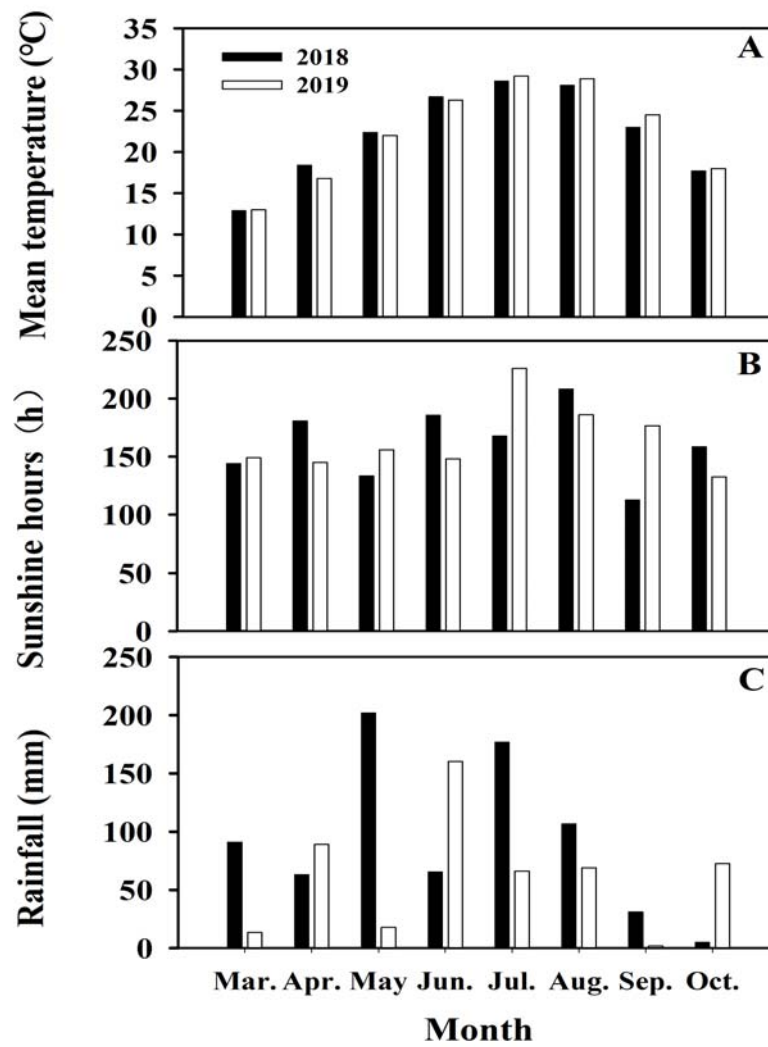 Mean temperature (°C)
35
30
25
20
15
10
5
0
2018
2019
A
Sunshine hours（h）
250
200
150
100
50
0
B
Rainfall (mm)
250
200
150
100
50
0
C
Mar. Apr. May Jun. Jul. Aug. Sep. Oct.
Month